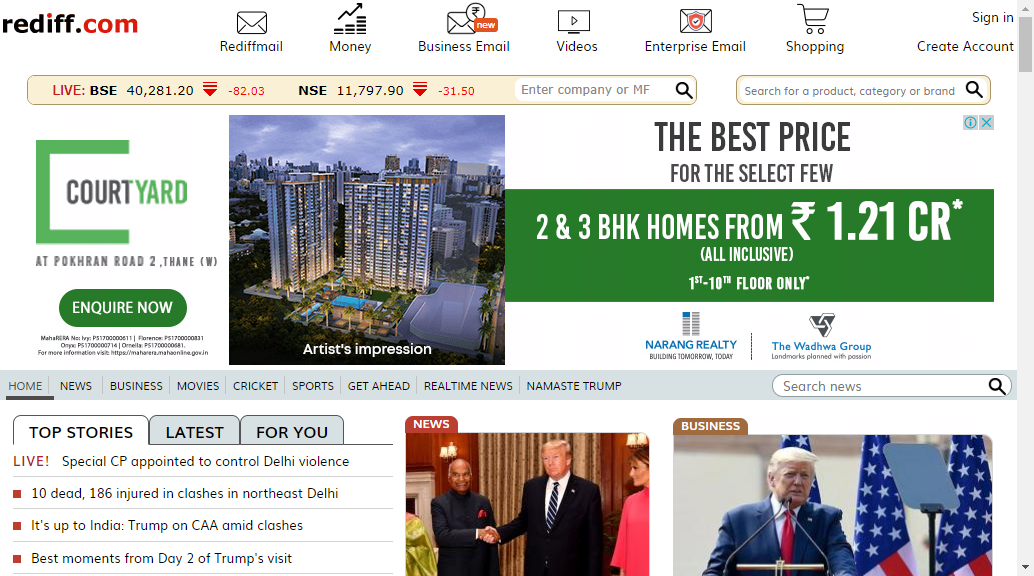 rediff.com
Rediffmail
Money
new
Business Email
Videos
Enterprise Email
Shopping
Sign in
Create Account
LIVE: BSE 40,281.20 -82.03 NSE 11,797.90 -31.50
Enter company or MF
Search for a product, category or brand
COURTYARD
AT POKHRAN ROAD 2, THANE (W)
ENQUIRE NOW
MahaRERA No: Ivy: P51700000611 | Florence: P51700000831
Onyx: P51700000714 | Ornella: P51700000681.
For more information visit: https://maharera.mahaonline.gov.in
Artist's impression
THE BEST PRICE
FOR THE SELECT FEW
2 & 3 BHK HOMES FROM ₹ 1.21 CR*
(ALL INCLUSIVE)
1ST-10TH FLOOR ONLY*
NARANG REALTY
BUILDING TOMORROW, TODAY
The Wadhwa Group
Landmarks planned with passion
HOME
NEWS
BUSINESS
MOVIES
CRICKET
SPORTS
GET AHEAD
REALTIME NEWS
NAMASTE TRUMP
Search news
TOP STORIES
LATEST
FOR YOU
LIVE! Special CP appointed to control Delhi violence
10 dead, 186 injured in clashes in northeast Delhi
It's up to India: Trump on CAA amid clashes
Best moments from Day 2 of Trump's visit
NEWS
BUSINESS